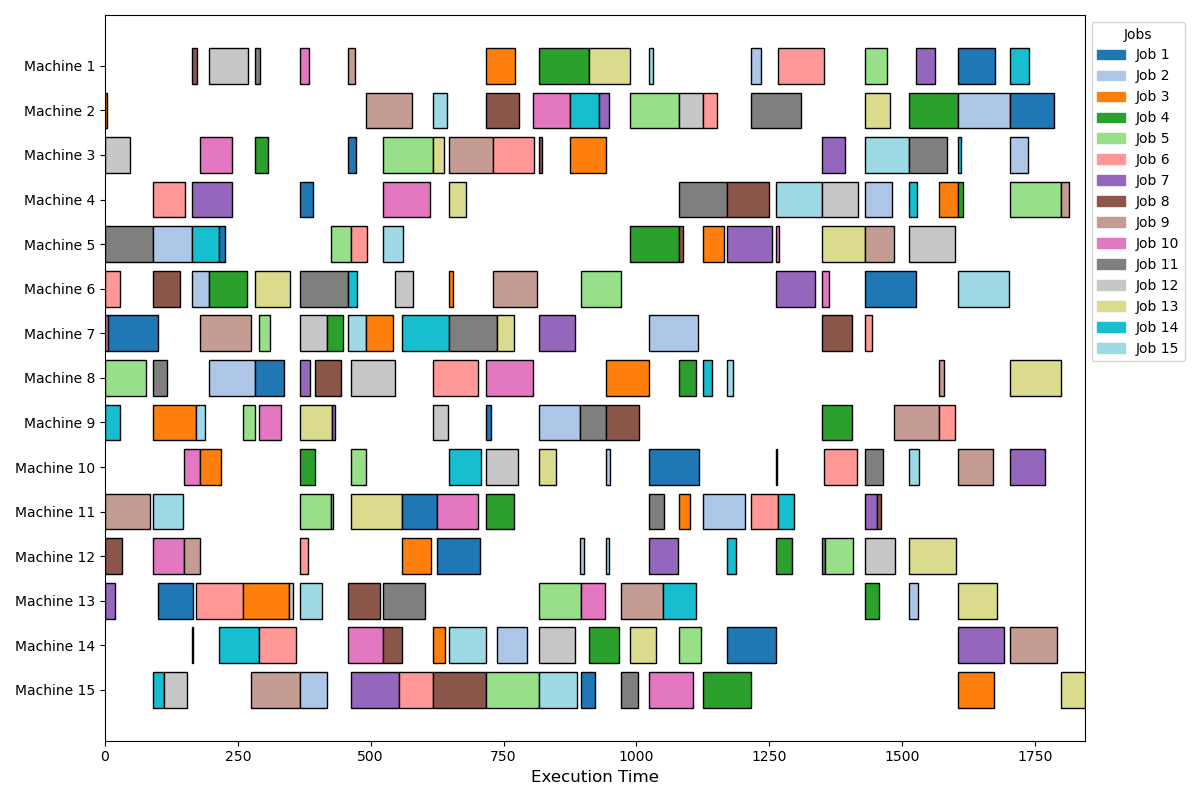 Machine 1
Machine 2
Machine 3
Machine 4
Machine 5
Machine 6
Machine 7
Machine 8
Machine 9
Machine 10
Machine 11
Machine 12
Machine 13
Machine 14
Machine 15
0 250 500 750 1000 1250 1500 1750
Execution Time
Jobs
Job 1
Job 2
Job 3
Job 4
Job 5
Job 6
Job 7
Job 8
Job 9
Job 10
Job 11
Job 12
Job 13
Job 14
Job 15